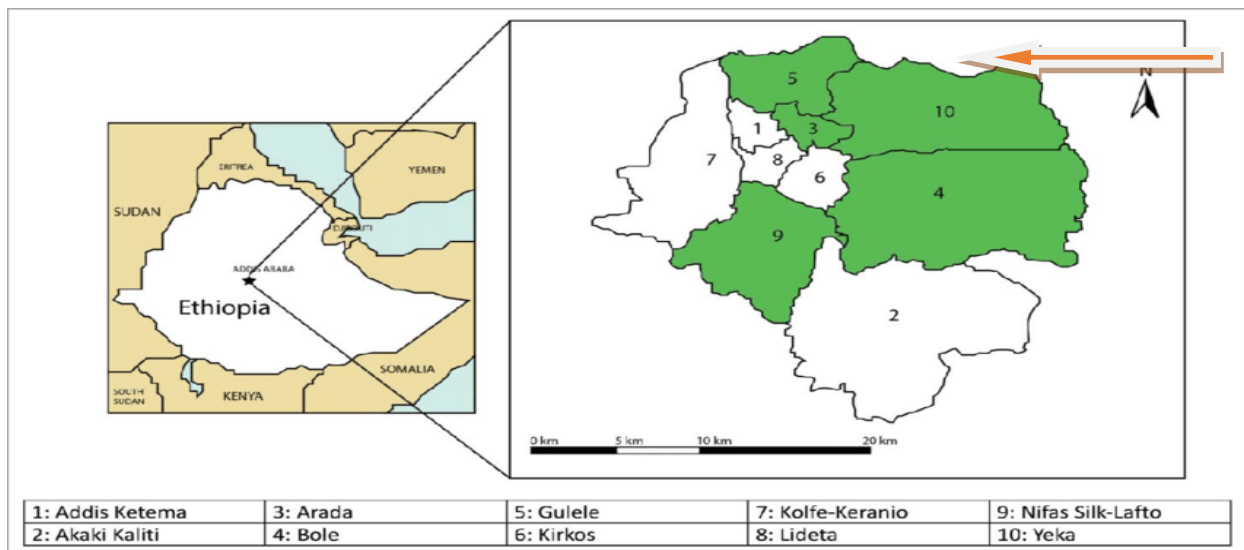 ERITREA
YEMEN
SUDAN
DJIBOUTI
ADDIS ABABA
Ethiopia
SOMALIA
SOUTH
SUDAN
KENYA
N
5
10
1
3
7
8
6
4
9
2
0 km 5 km 10 km 20 km
1: Addis Ketema 3: Arada 5: Gulele 7: Kolfe-Keranio 9: Nifas Silk-Lafto
2: Akaki Kaliti 4: Bole 6: Kirkos 8: Lideta 10: Yeka